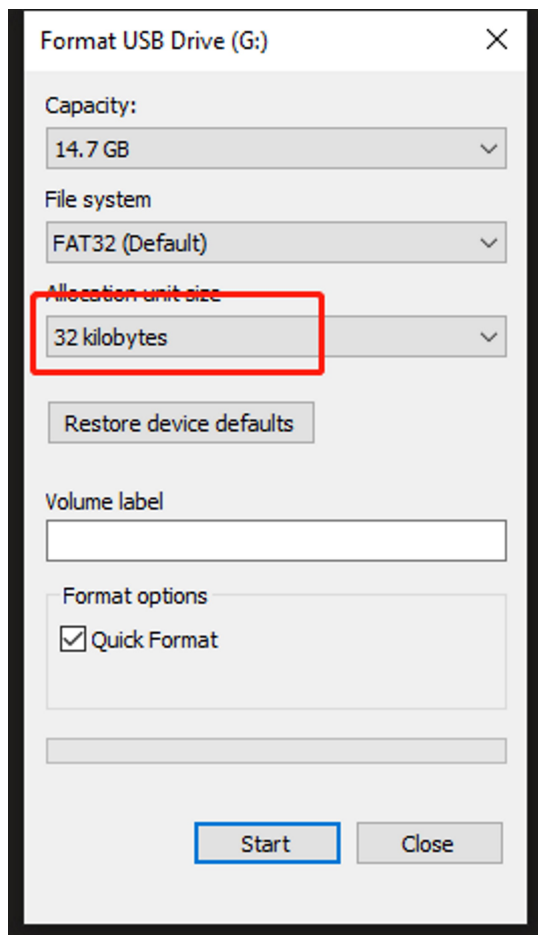 Format USB Drive (G:)
Capacity:
14.7 GB
File system
FAT32 (Default)
Allocation unit size
32 kilobytes
Restore device defaults
Volume label
Format options
Quick Format
Start
Close